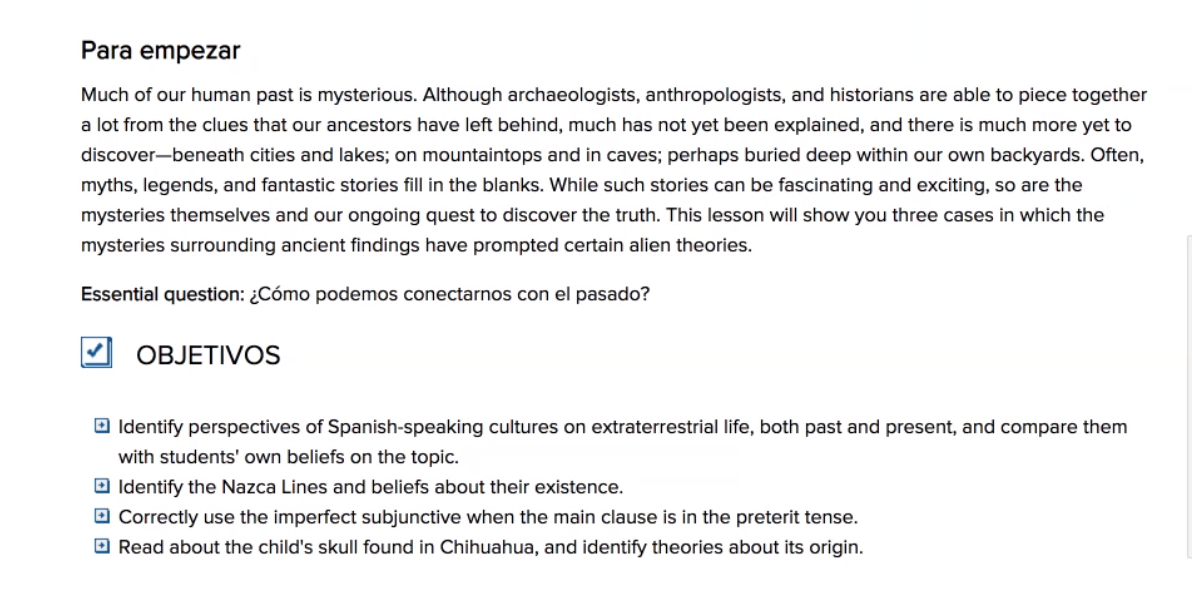 Para empezar
Much of our human past is mysterious. Although archaeologists, anthropologists, and historians are able to piece together
a lot from the clues that our ancestors have left behind, much has not yet been explained, and there is much more yet to
discover—beneath cities and lakes; on mountaintops and in caves; perhaps buried deep within our own backyards. Often,
myths, legends, and fantastic stories fill in the blanks. While such stories can be fascinating and exciting, so are the
mysteries themselves and our ongoing quest to discover the truth. This lesson will show you three cases in which the
mysteries surrounding ancient findings have prompted certain alien theories.
Essential question: ¿Cómo podemos conectarnos con el pasado?
OBJETIVOS
Identify perspectives of Spanish-speaking cultures on extraterrestrial life, both past and present, and compare them
with students' own beliefs on the topic.
Identify the Nazca Lines and beliefs about their existence.
Correctly use the imperfect subjunctive when the main clause is in the preterit tense.
Read about the child's skull found in Chihuahua, and identify theories about its origin.